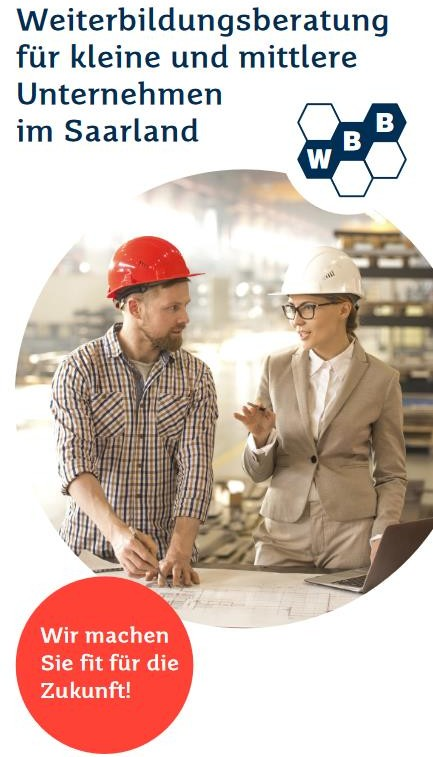 Weiterbildungsberatung
für kleine und mittlere
Unternehmen
im Saarland
W B B
Wir machen
Sie fit für die
Zukunft!